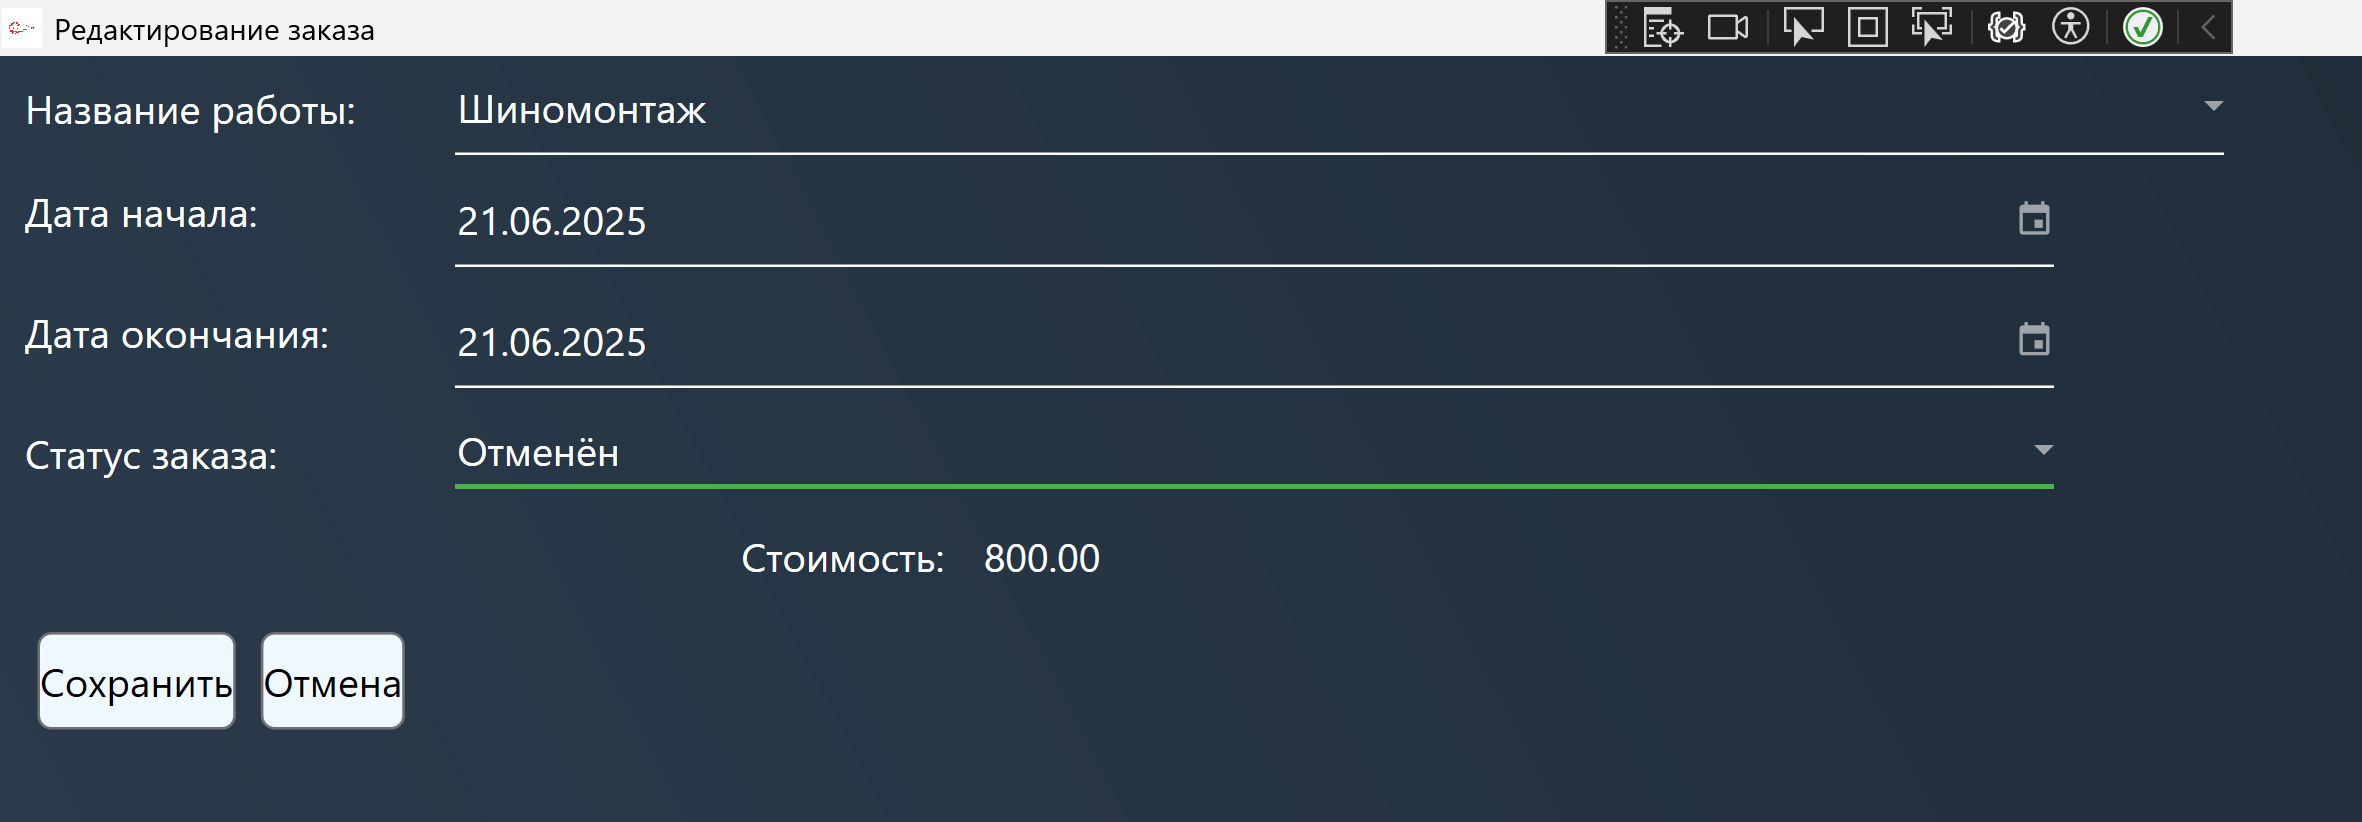 Редактирование заказа
Название работы: Шиномонтаж
Дата начала: 21.06.2025
Дата окончания: 21.06.2025
Статус заказа: Отменён
Стоимость: 800.00
Сохранить Отмена